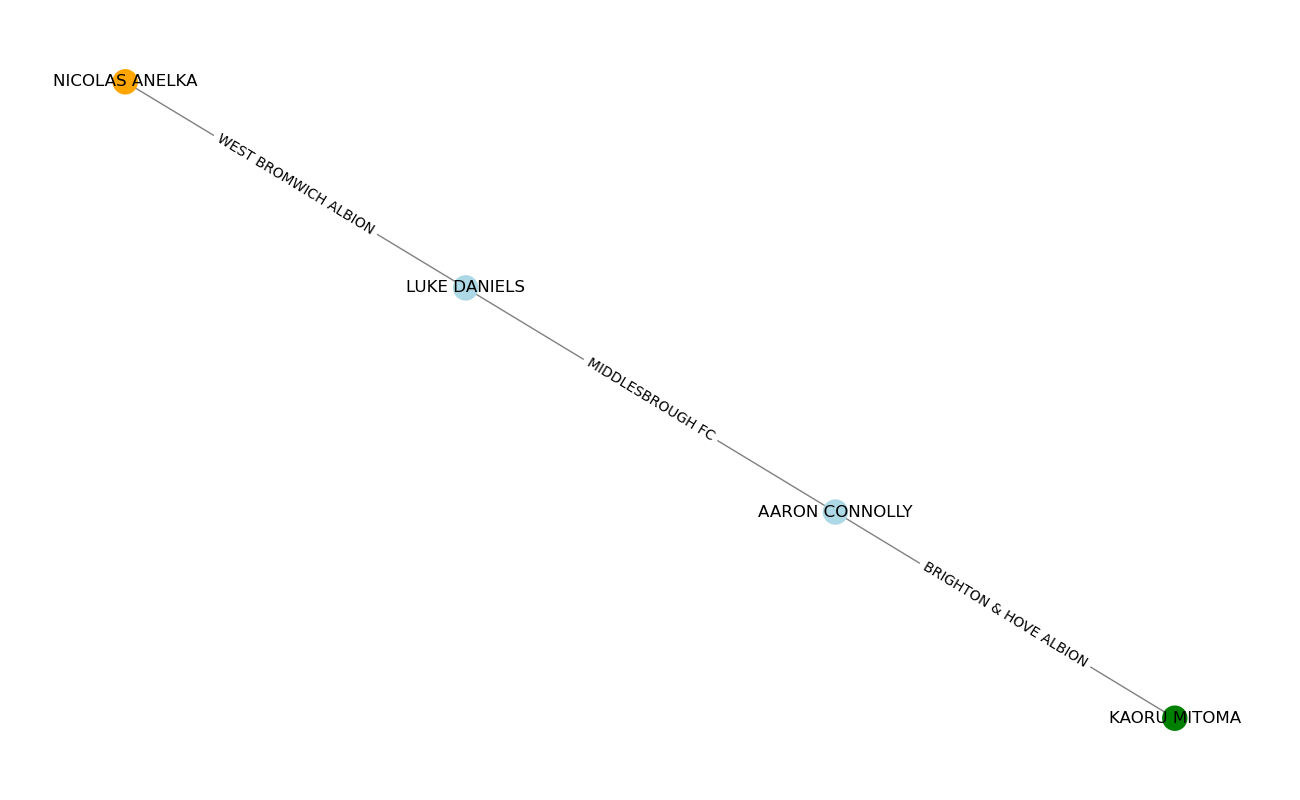 NICOLAS ANELKA
WEST BROMWICH ALBION
LUKE DANIELS
MIDDLESBROUGH FC
AARON CONNOLLY
BRIGHTON & HOVE ALBION
KAORU MITOMA